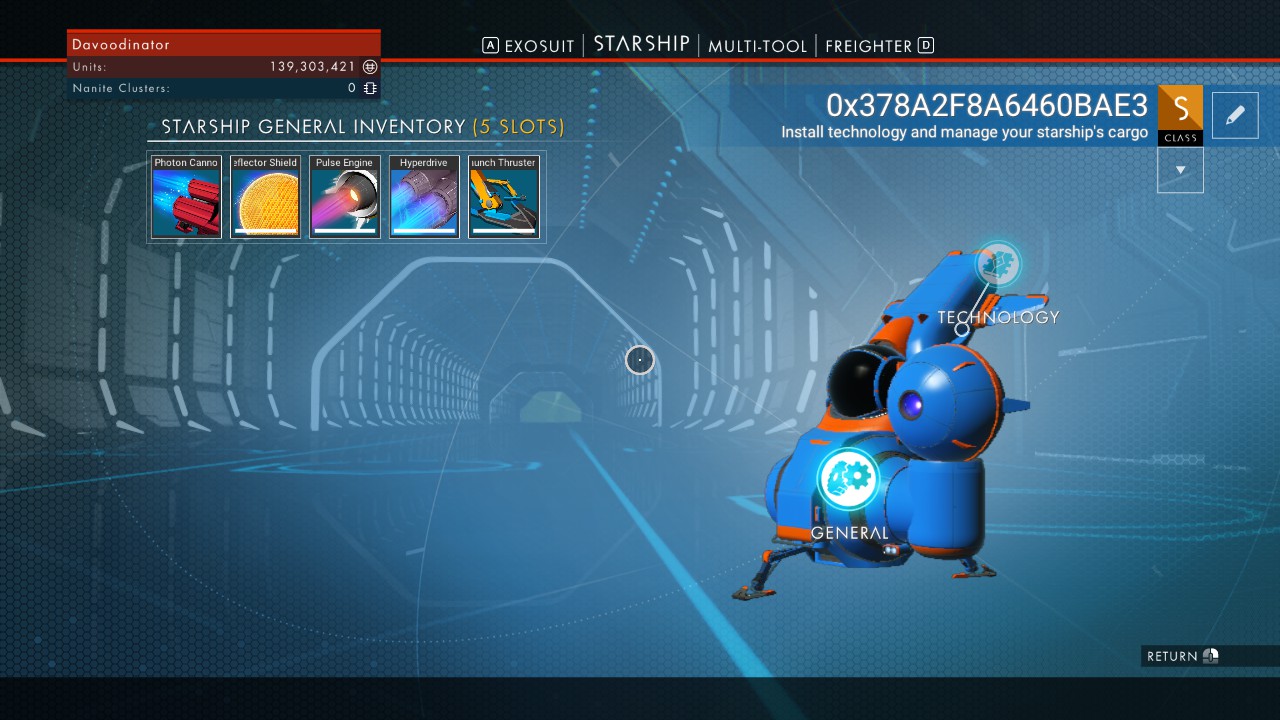 Davoodinator
Units: 139,303,421
Nanite Clusters: 0
A EXOSUIT STARSHIP MULTI-TOOL FREIGHTER D
0x378A2F8A6460BAE3
Install technology and manage your starship's cargo
S
CLASS
STARSHIP GENERAL INVENTORY (5 SLOTS)
Photon Canno eflector Shield Pulse Engine Hyperdrive unch Thruster
TECHNOLOGY
GENERAL
RETURN